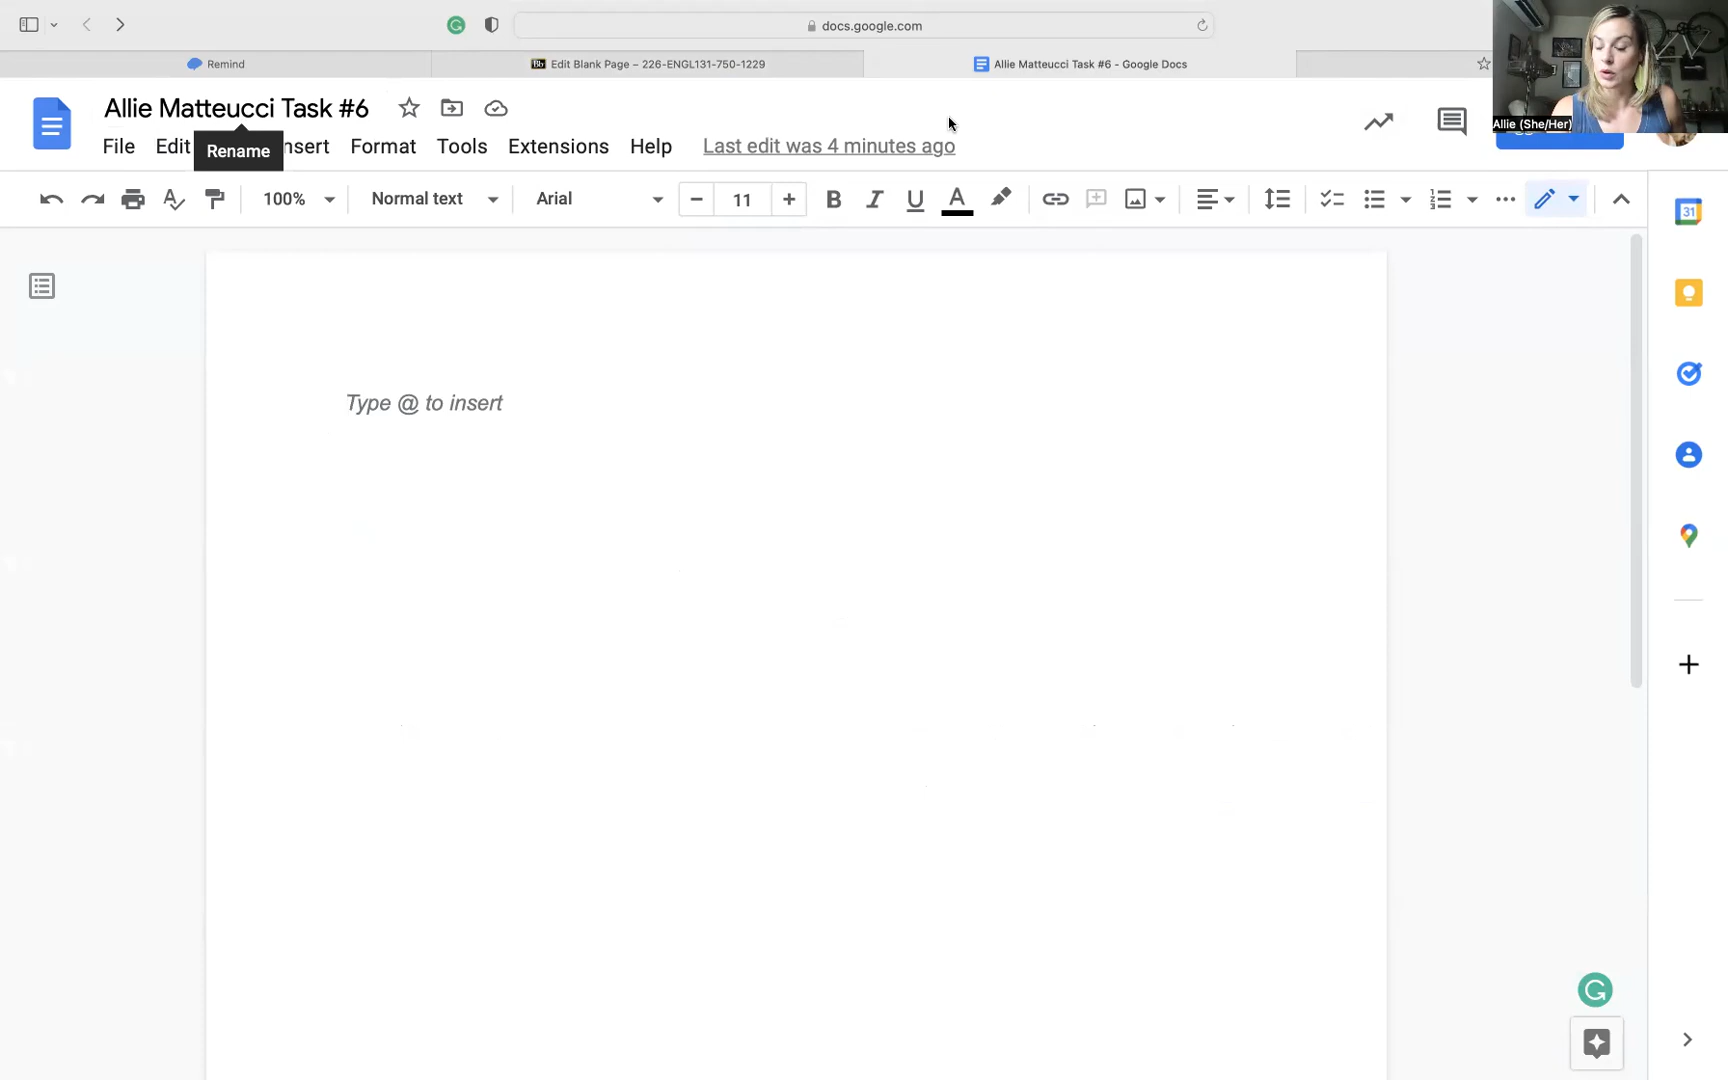 docs.google.com
Remind
Bb Edit Blank Page – 226-ENGL131-750-1229
Allie Matteucci Task #6 - Google Docs
Allie (She/Her)
Allie Matteucci Task #6
File Edit nsert Format Tools Extensions Help Last edit was 4 minutes ago
Rename
100% Normal text Arial 11 B I U A
31
Type @ to insert